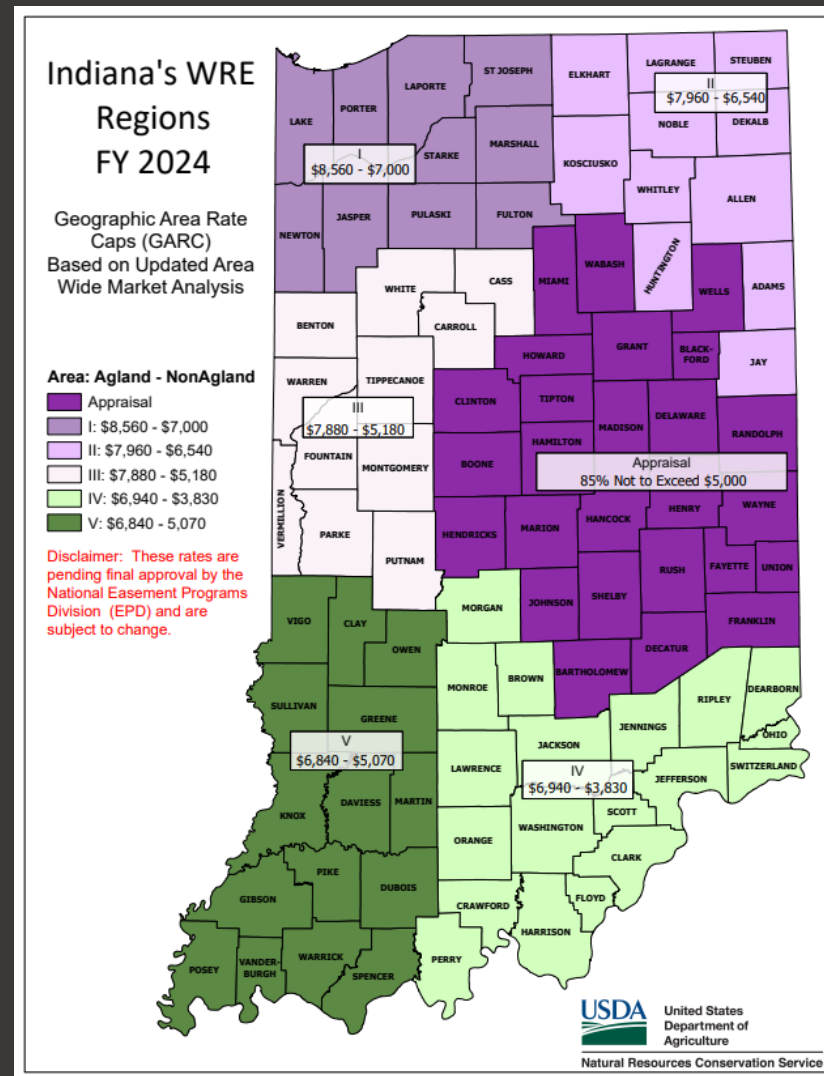 Indiana's WRE
Regions
FY 2024
Geographic Area Rate
Caps (GARC)
Based on Updated Area
Wide Market Analysis
Area: Agland - NonAgland
Appraisal
I: $8,560 - $7,000
II: $7,960 - $6,540
III: $7,880 - $5,180
IV: $6,940 - $3,830
V: $6,840 - 5,070
Disclaimer: These rates are
pending final approval by the
National Easement Programs
Division (EPD) and are
subject to change.
LAKE
PORTER
LAPORTE
ST JOSEPH
ELKHART
LAGRANGE
STEUBEN
II
$7,960 - $6,540
NOBLE
DEKALB
STARKE
MARSHALL
KOSCIUSKO
I
$8,560 - $7,000
WHITLEY
ALLEN
NEWTON
JASPER
PULASKI
FULTON
HUNTINGTON
WHITE
CASS
MIAMI
WABASH
WELLS
ADAMS
BENTON
CARROLL
HOWARD
GRANT
BLACK-
FORD
JAY
WARREN
TIPPECANOE
CLINTON
TIPTON
MADISON
DELAWARE
RANDOLPH
III
$7,880 - $5,180
FOUNTAIN
MONTGOMERY
BOONE
HAMILTON
Appraisal
85% Not to Exceed $5,000
VERMILLION
PARKE
PUTNAM
HENDRICKS
MARION
HANCOCK
HENRY
WAYNE
RUSH
FAYETTE
UNION
VIGO
CLAY
OWEN
MORGAN
JOHNSON
SHELBY
DECATUR
FRANKLIN
SULLIVAN
GREENE
MONROE
BROWN
BARTHOLOMEW
JENNINGS
RIPLEY
DEARBORN
OHIO
V
$6,840 - $5,070
LAWRENCE
JACKSON
IV
$6,940 - $3,830
JEFFERSON
SWITZERLAND
KNOX
DAVIESS
MARTIN
ORANGE
WASHINGTON
SCOTT
CLARK
PIKE
DUBOIS
GIBSON
CRAWFORD
HARRISON
FLOYD
POSEY
VANDER-
BURGH
WARRICK
SPENCER
PERRY
USDA
United States
Department of
Agriculture
Natural Resources Conservation Service